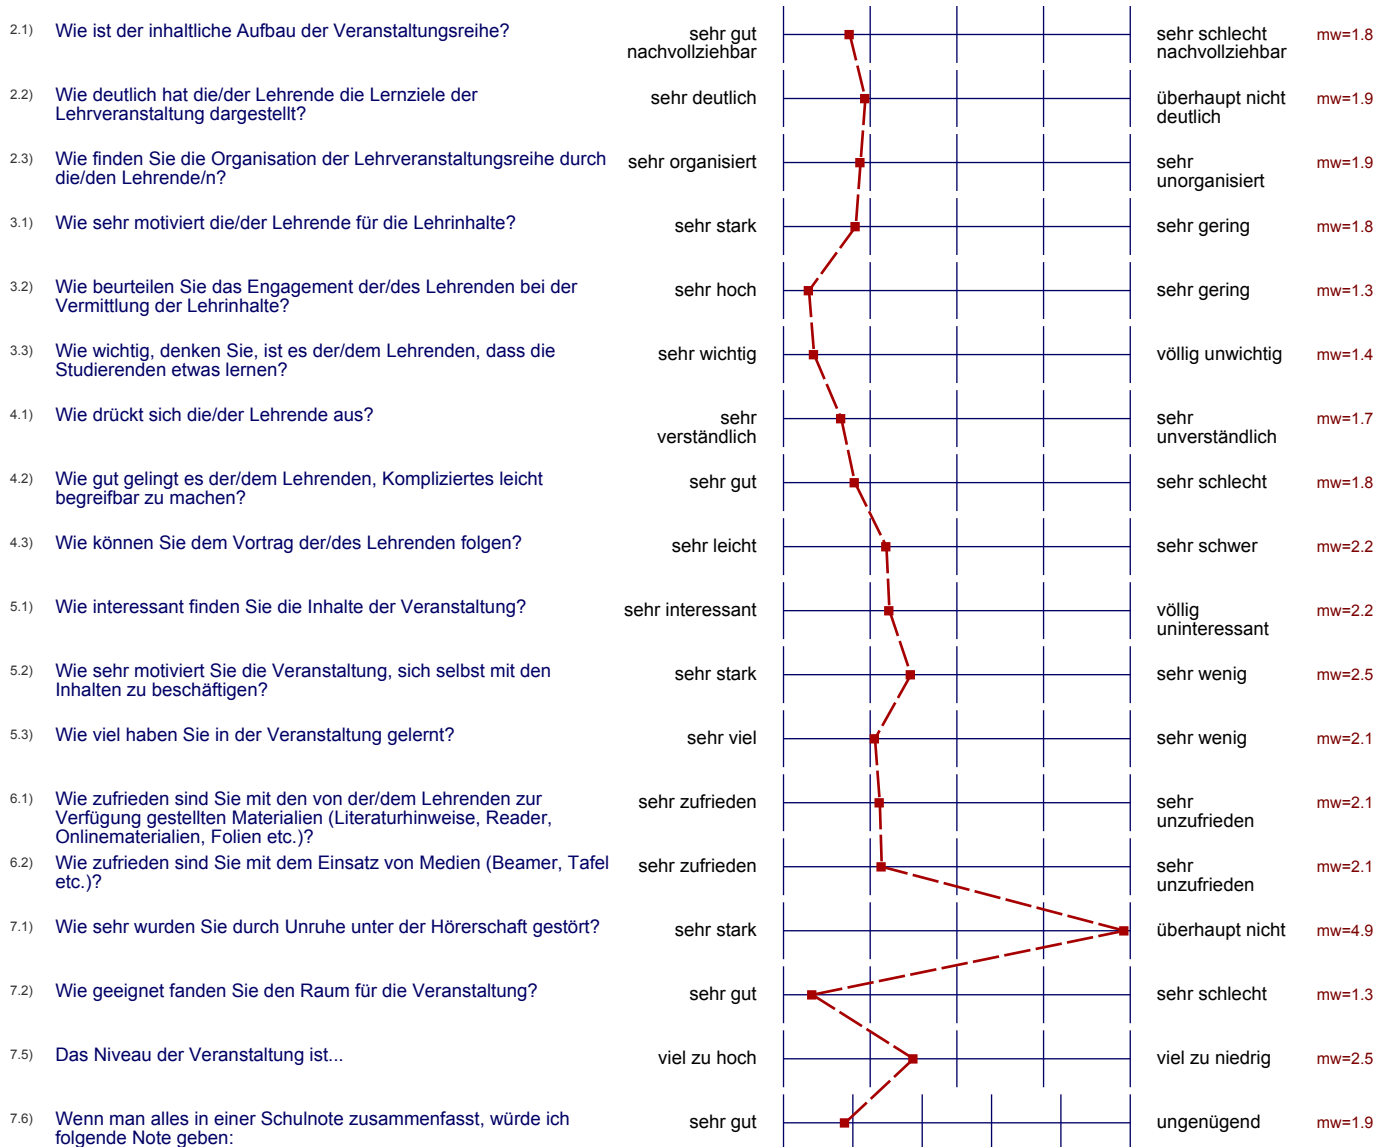 2.1) Wie ist der inhaltliche Aufbau der Veranstaltungsreihe? sehr gut sehr schlecht mw=1.8
nachvollziehbar nachvollziehbar
2.2) Wie deutlich hat die/der Lehrende die Lernziele der sehr deutlich überhaupt nicht mw=1.9
Lehrveranstaltung dargestellt? deutlich
2.3) Wie finden Sie die Organisation der Lehrveranstaltungsreihe durch sehr organisiert sehr mw=1.9
die/den Lehrende/n? unorganisiert
3.1) Wie sehr motiviert die/der Lehrende für die Lehrinhalte? sehr stark sehr gering mw=1.8
3.2) Wie beurteilen Sie das Engagement der/des Lehrenden bei der sehr hoch sehr gering mw=1.3
Vermittlung der Lehrinhalte?
3.3) Wie wichtig, denken Sie, ist es der/dem Lehrenden, dass die sehr wichtig völlig unwichtig mw=1.4
Studierenden etwas lernen?
4.1) Wie drückt sich die/der Lehrende aus? sehr sehr mw=1.7
verständlich unverständlich
4.2) Wie gut gelingt es der/dem Lehrenden, Kompliziertes leicht sehr gut sehr schlecht mw=1.8
begreifbar zu machen?
4.3) Wie können Sie dem Vortrag der/des Lehrenden folgen? sehr leicht sehr schwer mw=2.2
5.1) Wie interessant finden Sie die Inhalte der Veranstaltung? sehr interessant völlig mw=2.2
uninteressant
5.2) Wie sehr motiviert Sie die Veranstaltung, sich selbst mit den sehr stark sehr wenig mw=2.5
Inhalten zu beschäftigen?
5.3) Wie viel haben Sie in der Veranstaltung gelernt? sehr viel sehr wenig mw=2.1
6.1) Wie zufrieden sind Sie mit den von der/dem Lehrenden zur sehr zufrieden sehr mw=2.1
Verfügung gestellten Materialien (Literaturhinweise, Reader, unzufrieden
Onlinematerialien, Folien etc.)?
6.2) Wie zufrieden sind Sie mit dem Einsatz von Medien (Beamer, Tafel sehr zufrieden sehr mw=2.1
etc.)? unzufrieden
7.1) Wie sehr wurden Sie durch Unruhe unter der Hörerschaft gestört? sehr stark überhaupt nicht mw=4.9
7.2) Wie geeignet fanden Sie den Raum für die Veranstaltung? sehr gut sehr schlecht mw=1.3
7.5) Das Niveau der Veranstaltung ist... viel zu hoch viel zu niedrig mw=2.5
7.6) Wenn man alles in einer Schulnote zusammenfasst, würde ich sehr gut ungenügend mw=1.9
folgende Note geben: